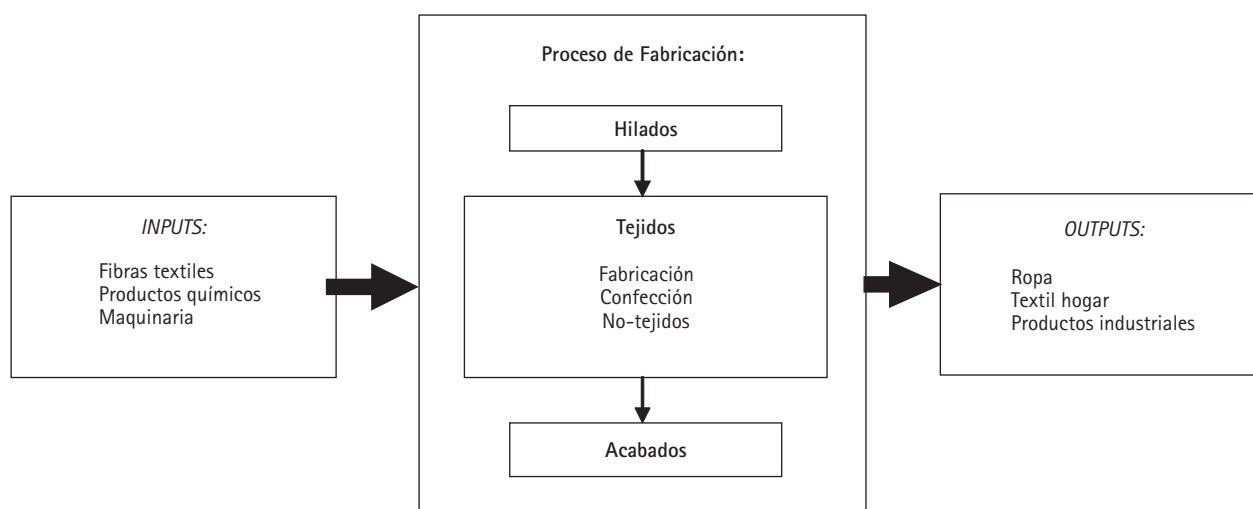 INPUTS:
Fibras textiles
Productos químicos
Maquinaria
Proceso de Fabricación:
Hilados
Tejidos
Fabricación
Confección
No-tejidos
Acabados
OUTPUTS:
Ropa
Textil hogar
Productos industriales